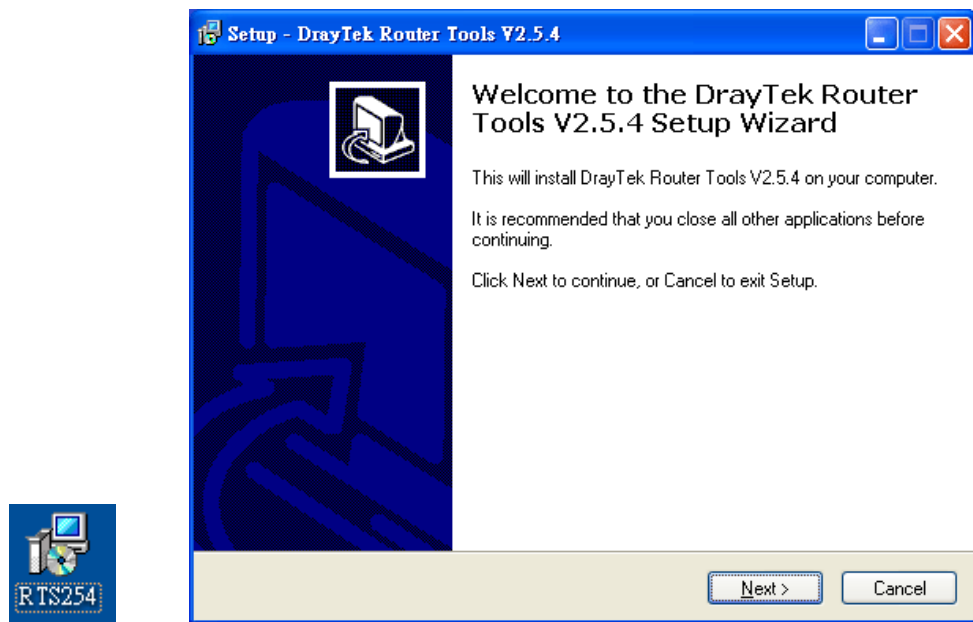 Setup - DrayTek Router Tools V2.5.4
Welcome to the DrayTek Router
Tools V2.5.4 Setup Wizard
This will install DrayTek Router Tools V2.5.4 on your computer.
It is recommended that you close all other applications before
continuing.
Click Next to continue, or Cancel to exit Setup.
RTS254
Next >
Cancel